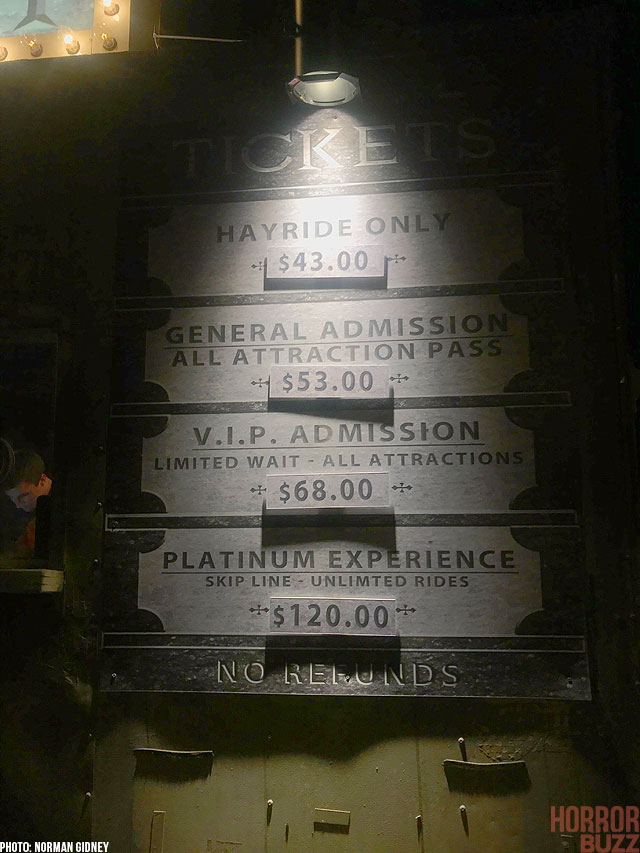 TICKETS
HAYRIDE ONLY
$43.00
GENERAL ADMISSION
ALL ATTRACTION PASS
$53.00
V.I.P. ADMISSION
LIMITED WAIT - ALL ATTRACTIONS
$68.00
PLATINUM EXPERIENCE
SKIP LINE - UNLIMTED RIDES
$120.00
NO REFUNDS
HORROR
BUZZ
PHOTO: NORMAN GIDNEY